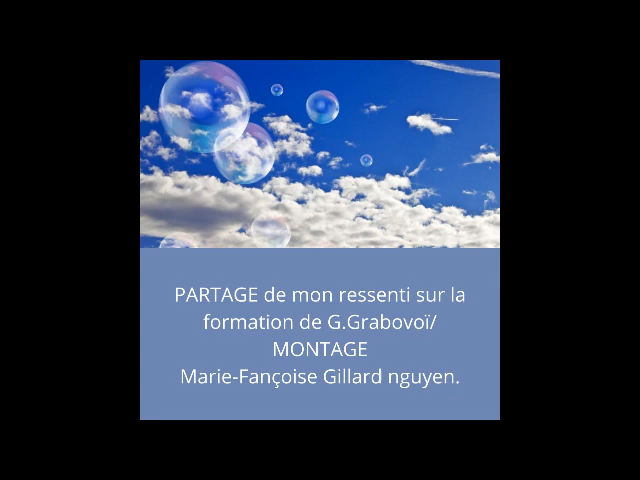 PARTAGE de mon ressenti sur la
formation de G.Grabovoï/
MONTAGE
Marie-Fançoise Gillard nguyen.